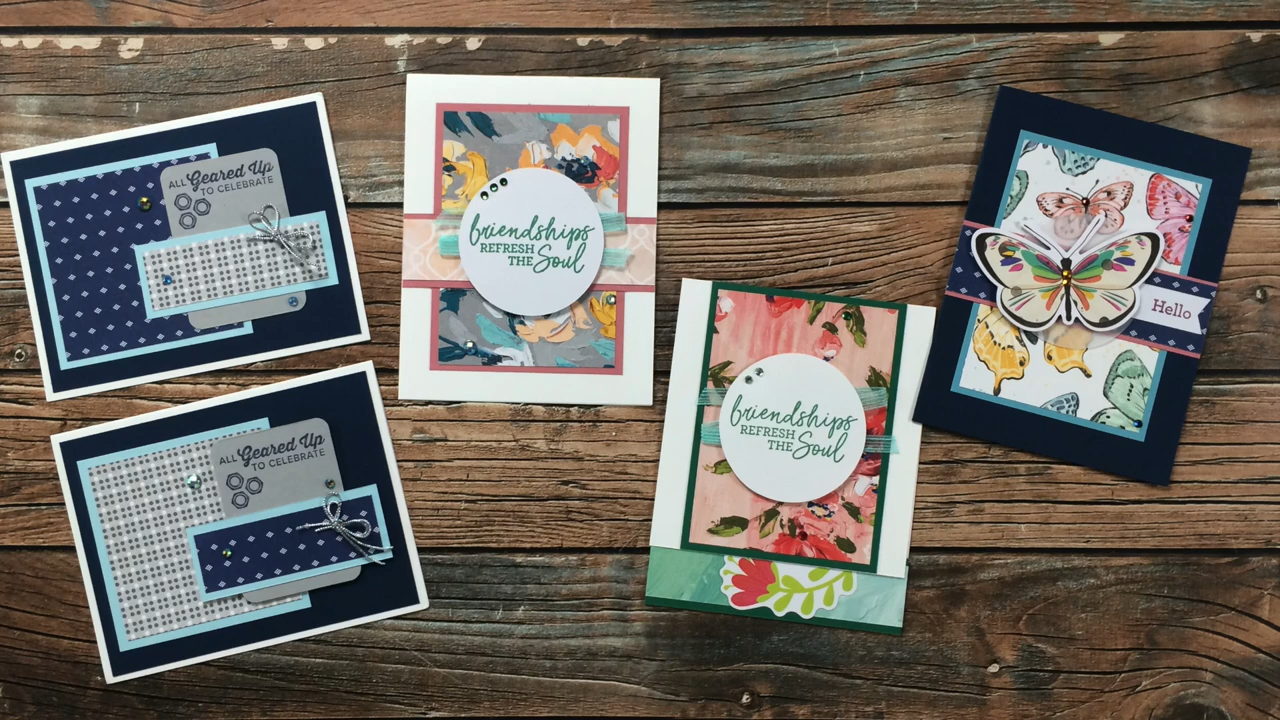 ALL Geared Up
TO CELEBRATE
ALL Geared Up
TO CELEBRATE
friendships
REFRESH
THE Soul
friendships
REFRESH
THE Soul
Hello